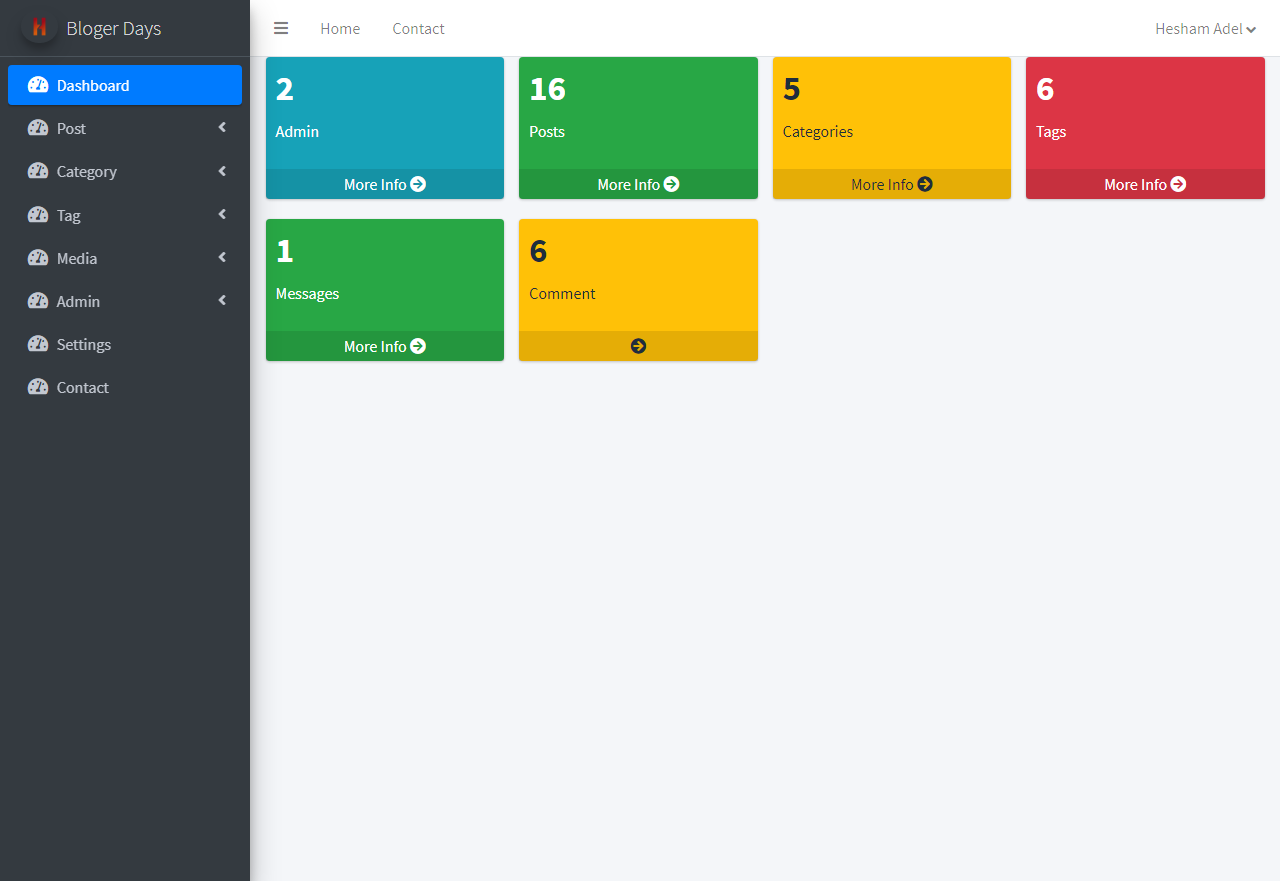 H
Bloger Days
Home
Contact
Hesham Adel
Dashboard
Post
Category
Tag
Media
Admin
Settings
Contact
2
Admin
More Info
16
Posts
More Info
5
Categories
More Info
6
Tags
More Info
1
Messages
More Info
6
Comment